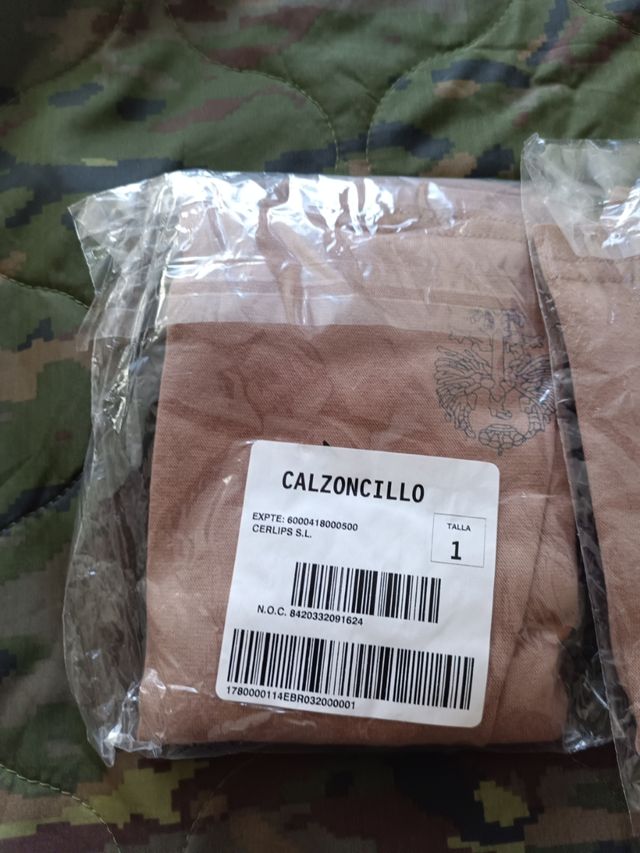 CALZONCILLO
EXPTE: 6000418000500
CERLIPS S.L.
TALLA
1
N.O.C. 8420332091624
1780000114EBR032000001